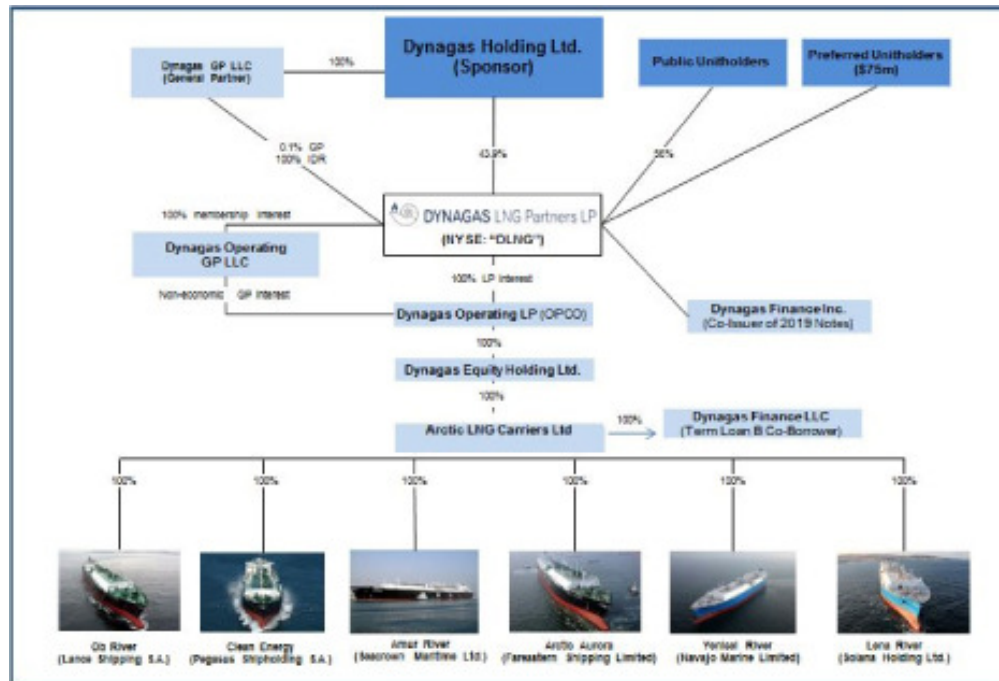 Dynagas GP LLC
(General Partner)
100%
Dynagas Holding Ltd.
(Sponsor)
Public Unitholders
Preferred Unitholders
($75m)
0.1% GP
100% IDR
43.9%
56%
DYNAGAS LNG Partners LP
(NYSE: "DLNG")
100% membership interest
Dynagas Operating
GP LLC
Non-economic GP interest
100% LP interest
Dynagas Operating LP (OPCO)
Dynagas Finance Inc.
(Co-Issuer of 2019 Notes)
100%
Dynagas Equity Holding Ltd.
100%
Arctic LNG Carriers Ltd
100%
Dynagas Finance LLC
(Term Loan B Co-Borrower)
100%
100%
100%
100%
100%
100%
Ob River
(Lance Shipping S.A.)
Clean Energy
(Pegasus Shipholding S.A.)
Amur River
(Seacrown Maritime Ltd.)
Arctic Aurora
(Fareastern Shipping Limited)
Yenisei River
(Navajo Marine Limited)
Lena River
(Solana Holding Ltd.)